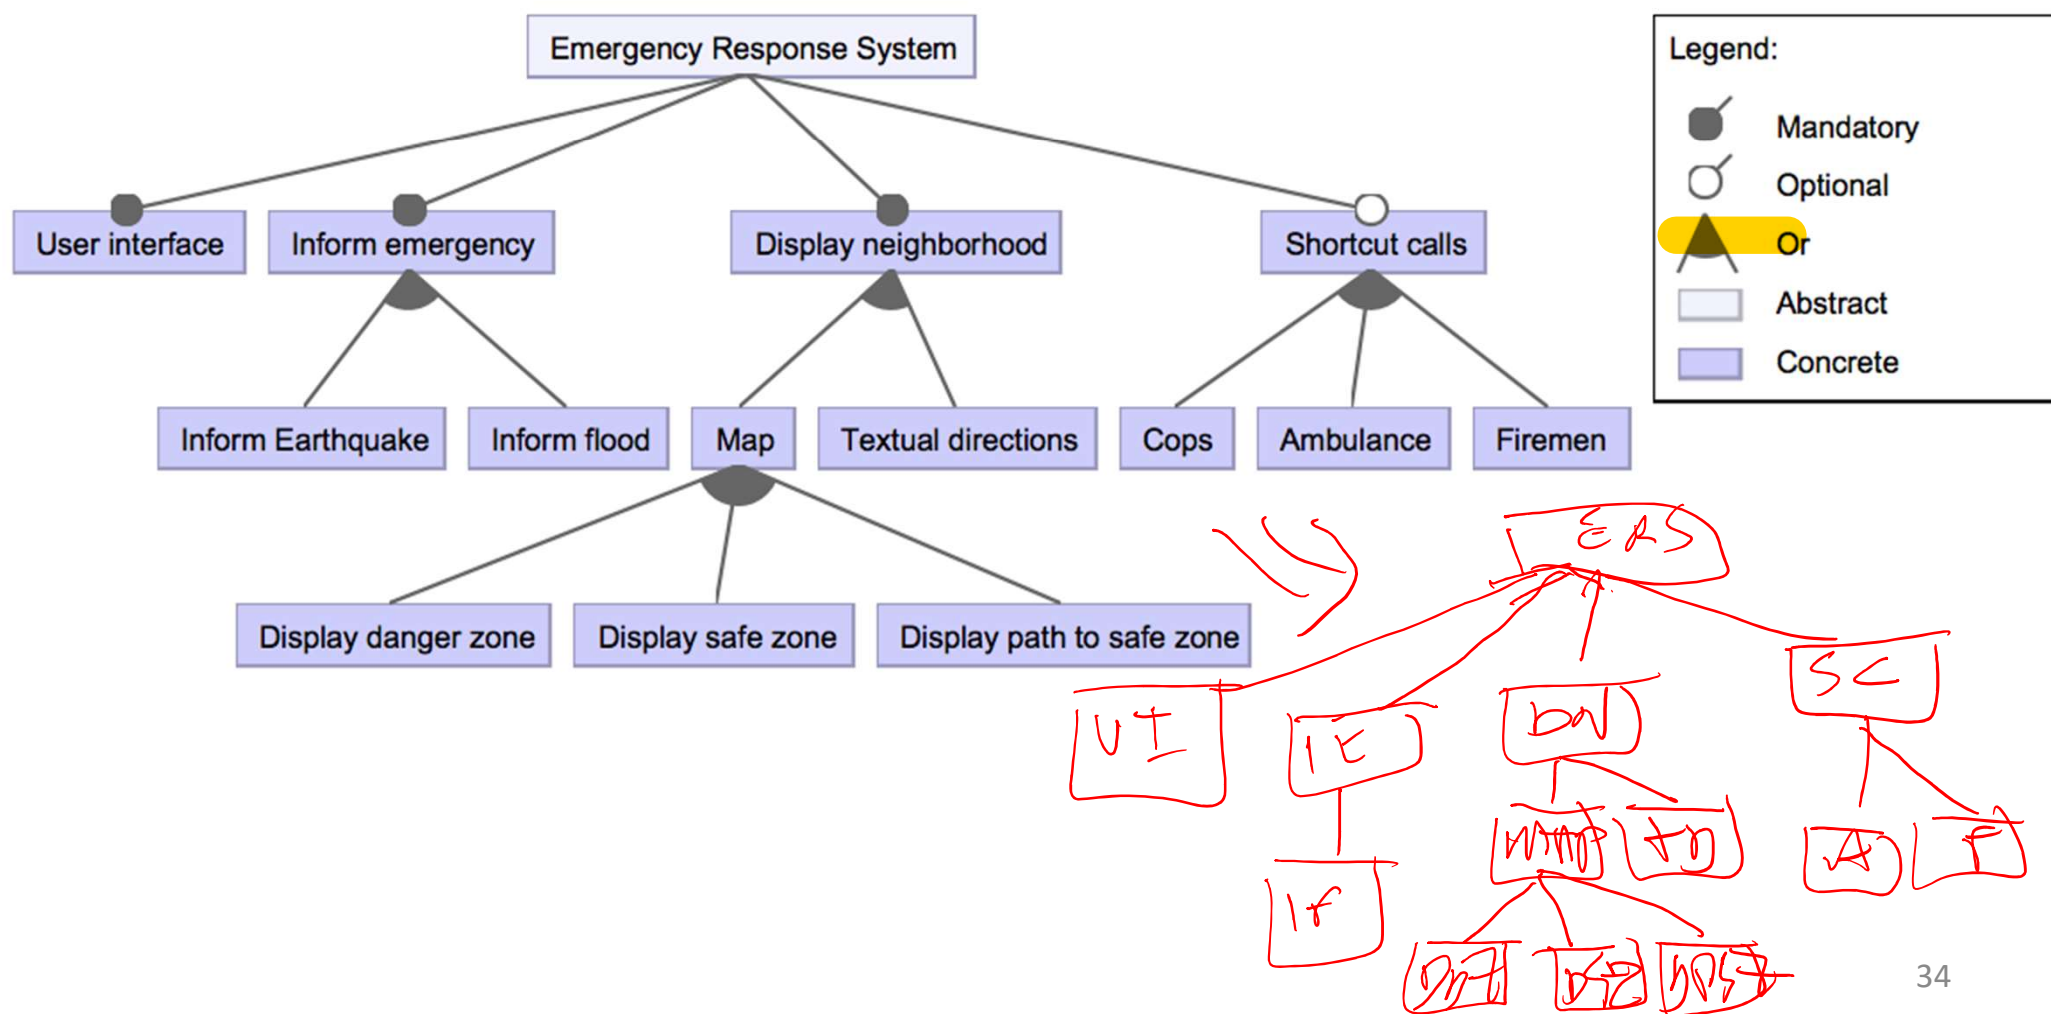 Emergency Response System
Legend:
Mandatory
Optional
Or
Abstract
Concrete
User interface
Inform emergency
Display neighborhood
Shortcut calls
Inform Earthquake
Inform flood
Map
Textual directions
Cops
Ambulance
Firemen
Display danger zone
Display safe zone
Display path to safe zone
ERS
UI
IE
DN
SC
If
Map
TD
A
F
DSZ
34